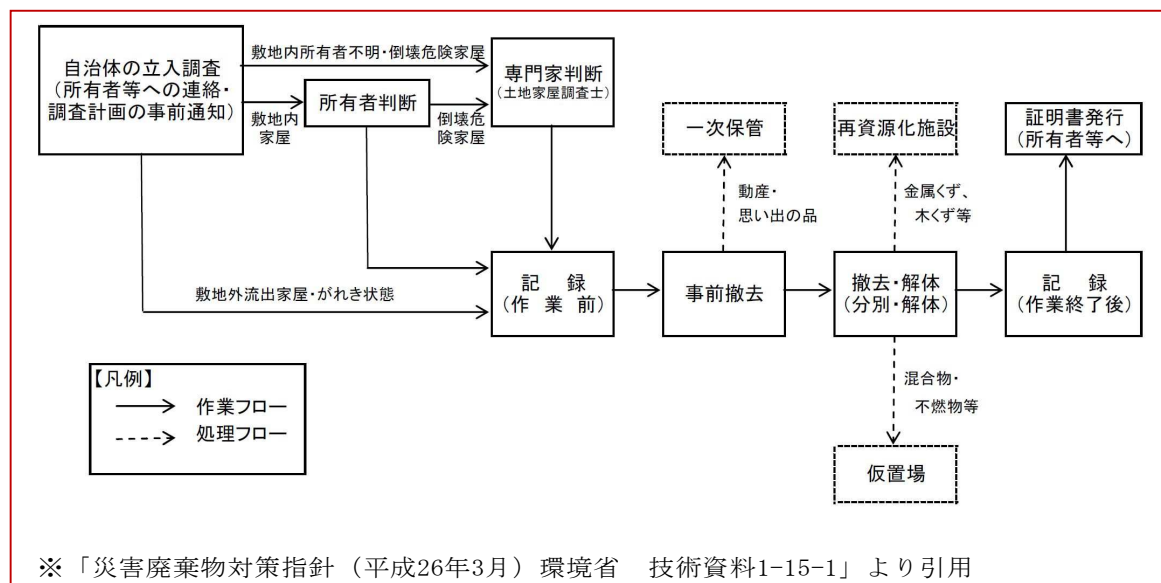 敷地内所有者不明・倒壊危険家屋
自治体の立入調査
(所有者等への連絡・
調査計画の事前通知)
敷地内
家屋
所有者判断
倒壊危
険家屋
専門家判断
(土地家屋調査士)
一次保管
再資源化施設
証明書発行
(所有者等へ)
動産・
思い出の品
金属くず、
木くず等
敷地外流出家屋・がれき状態
記 録
(作 業 前)
事前撤去
撤去・解体
(分別・解体)
記 録
(作業終了後)
混合物・
不燃物等
仮置場
【凡例】
作業フロー
処理フロー
※「災害廃棄物対策指針（平成26年3月）環境省 技術資料1-15-1」より引用